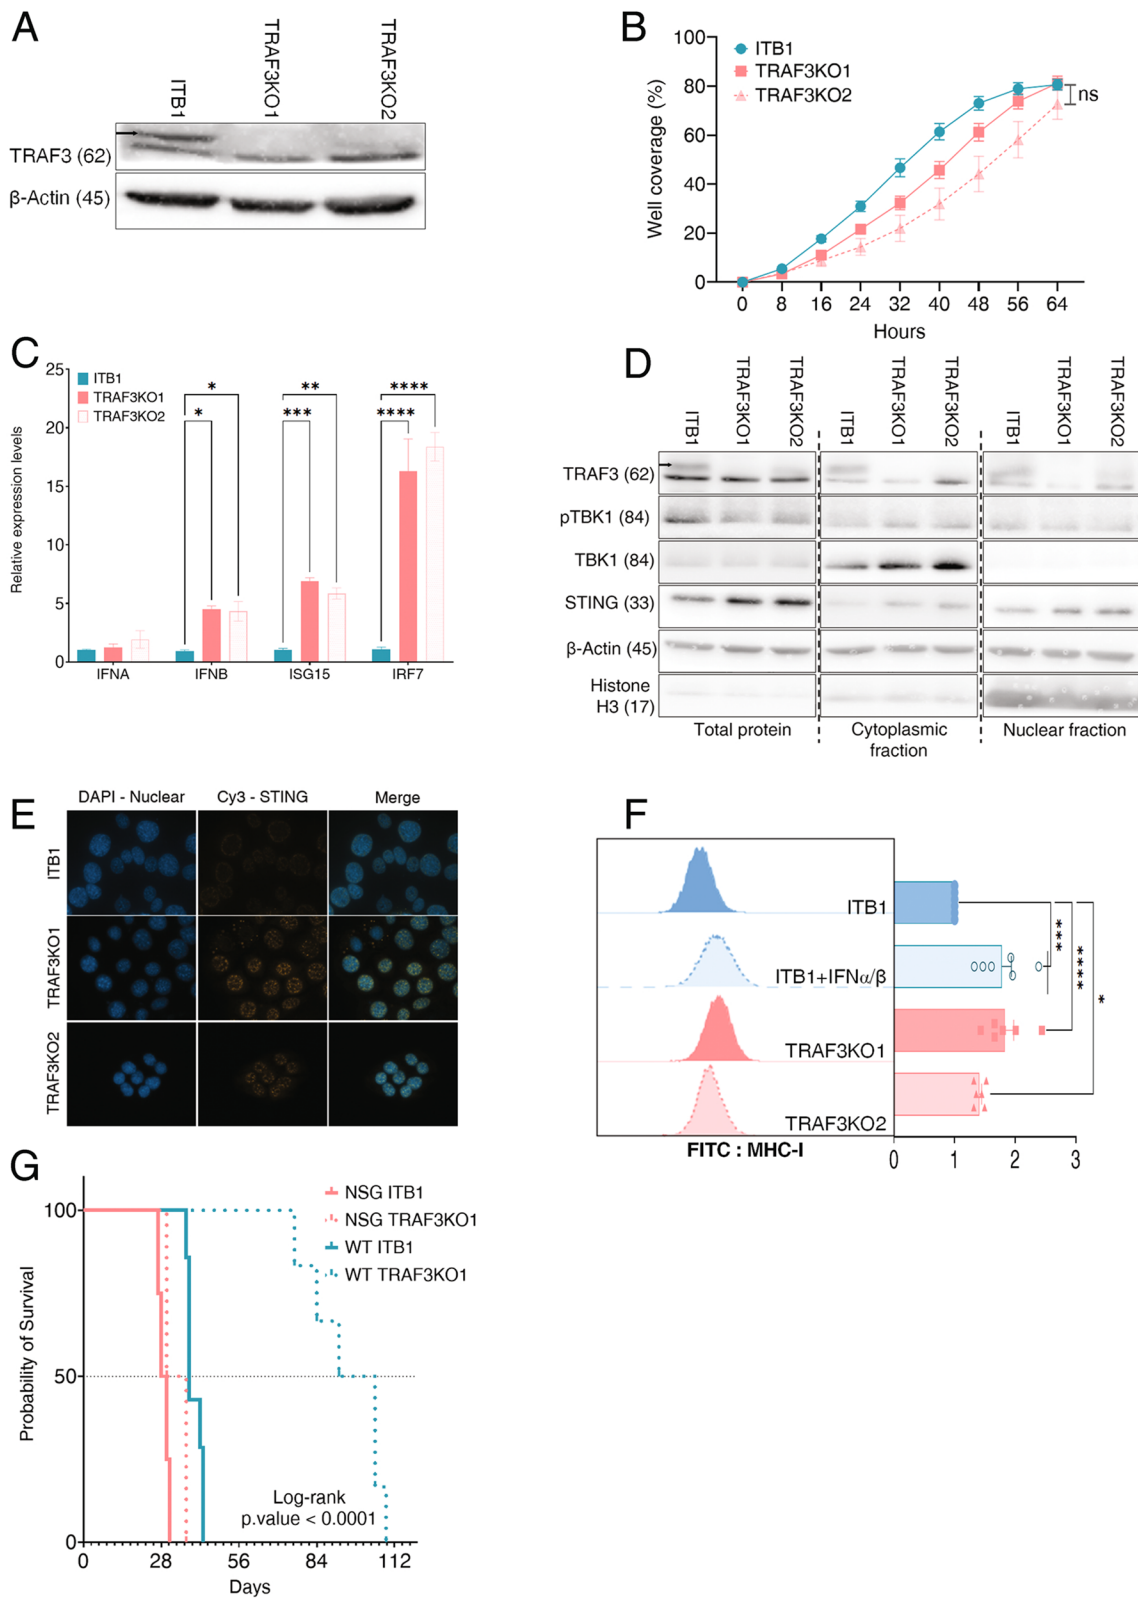 A
ITB1
TRAF3KO1
TRAF3KO2
TRAF3 (62)
β-Actin (45)
B
ITB1
TRAF3KO1
TRAF3KO2
100
80
60
40
20
0
Well coverage (%)
ns
0 8 16 24 32 40 48 56 64
Hours
C
ITB1
TRAF3KO1
TRAF3KO2
25
20
15
10
5
0
Relative expression levels
* * *** ** **** ****
IFNA IFNB ISG15 IRF7
D
ITB1 TRAF3KO1 TRAF3KO2 ITB1 TRAF3KO1 TRAF3KO2 ITB1 TRAF3KO1 TRAF3KO2
TRAF3 (62)
pTBK1 (84)
TBK1 (84)
STING (33)
β-Actin (45)
Histone
H3 (17)
Total protein
Cytoplasmic
fraction
Nuclear fraction
E
DAPI - Nuclear Cy3 - STING Merge
ITB1
TRAF3KO1
TRAF3KO2
F
ITB1
ITB1+IFNα/β
TRAF3KO1
TRAF3KO2
FITC : MHC-I
***
****
*
0 1 2 3
G
NSG ITB1
NSG TRAF3KO1
WT ITB1
WT TRAF3KO1
100
50
0
Probability of Survival
Log-rank
p.value < 0.0001
0 28 56 84 112
Days